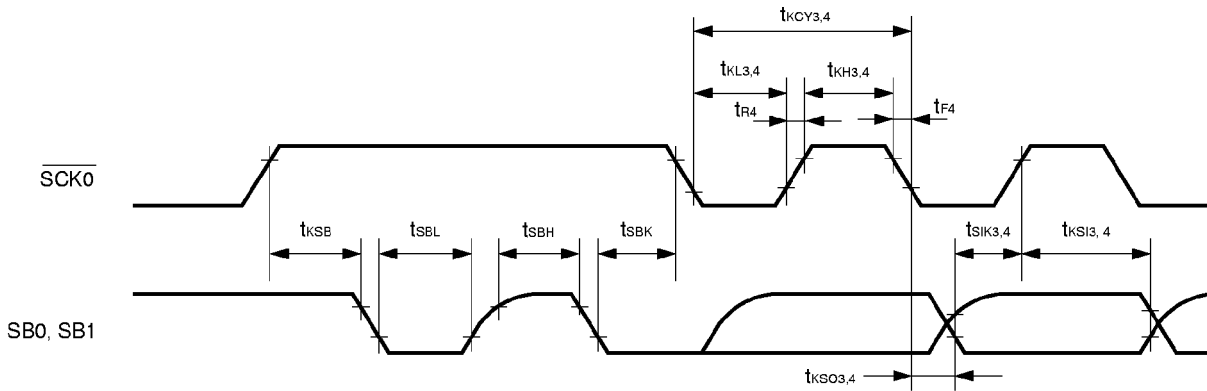 tKCY3,4
tKL3,4
tKH3,4
tR4
tF4
SCK0
tKSB
tSBL
tSBH
tSBK
tSIK3,4
tKSI3, 4
SB0, SB1
tKSO3,4